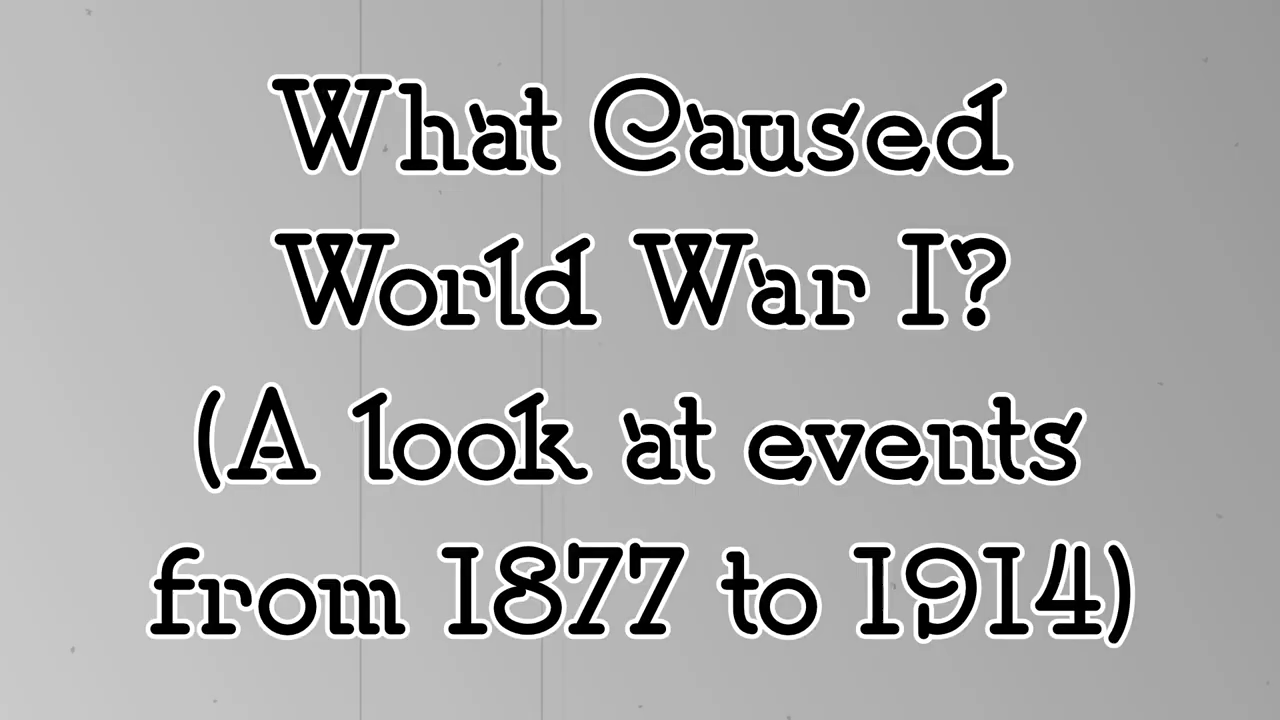 What Caused
World War I?
(A look at events
from 1877 to 1914)